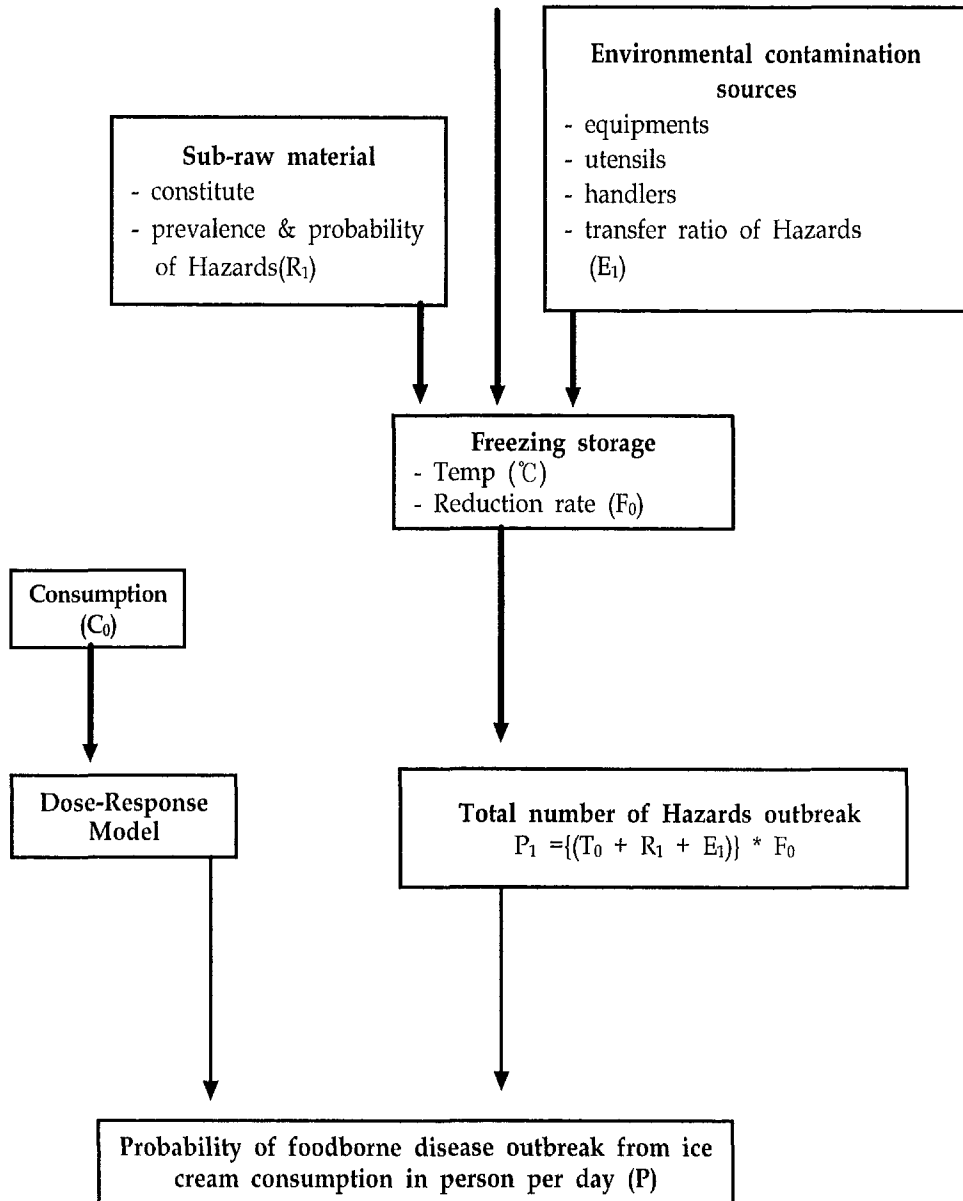 Environmental contamination
sources
- equipments
- utensils
- handlers
- transfer ratio of Hazards
(E₁)
Sub-raw material
- constitute
- prevalence & probability
of Hazards(R₁)
Freezing storage
- Temp (℃)
- Reduction rate (F₀)
Consumption
(C₀)
Dose-Response
Model
Total number of Hazards outbreak
P₁ ={(T₀ + R₁ + E₁)} * F₀
Probability of foodborne disease outbreak from ice
cream consumption in person per day (P)